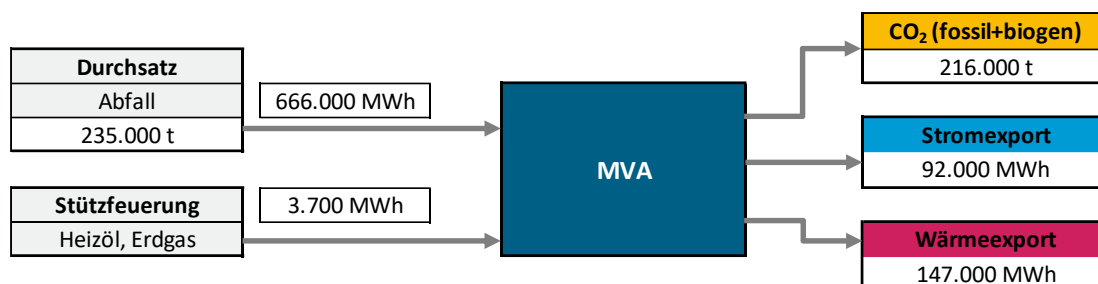 Durchsatz
Abfall
235.000 t
666.000 MWh
Stützfeuerung
Heizöl, Erdgas
3.700 MWh
MVA
CO₂ (fossil+biogen)
216.000 t
Stromexport
92.000 MWh
Wärmeexport
147.000 MWh